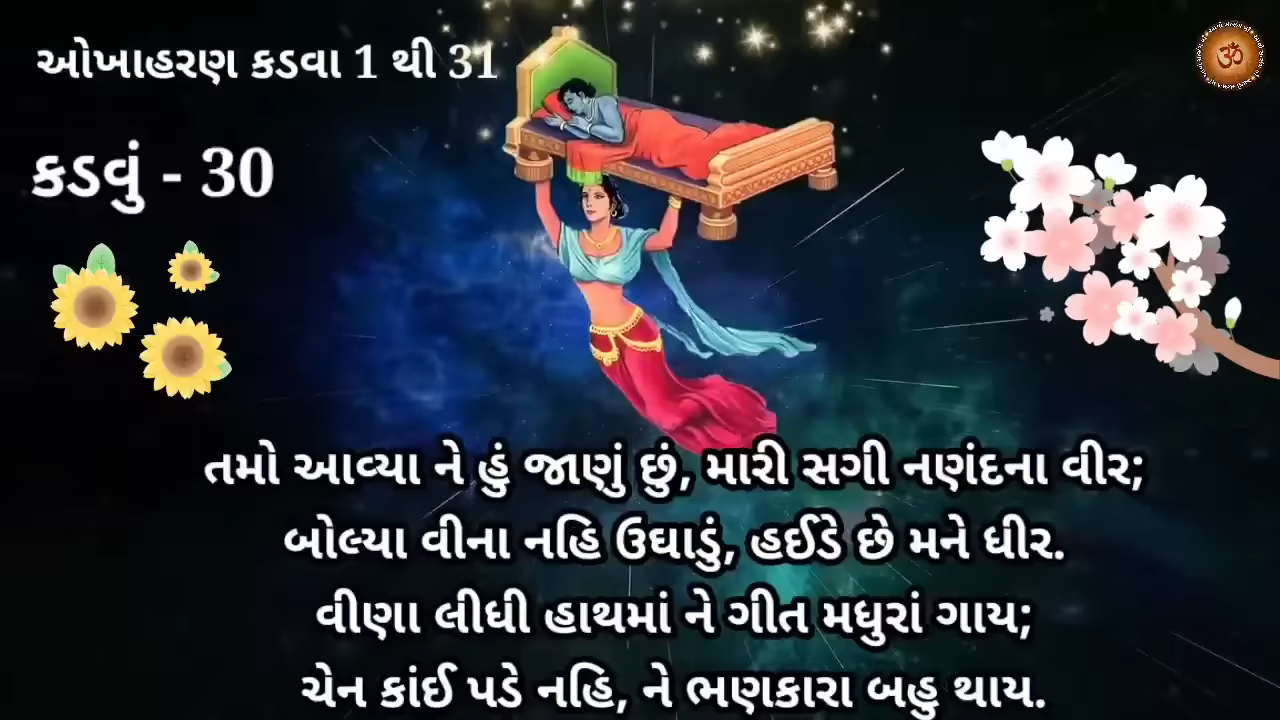 ઓખાહરણ કડવા 1 થી 31
કડવું - 30
ૐ
તમો આવ્યા ને હું જાણું છું, મારી સગી નણંદના વીર;
બોલ્યા વીના નહિ ઉઘાડું, હઈડે છે મને ધીર.
વીણા લીધી હાથમાં ને ગીત મધુરાં ગાય;
ચેન કાંઈ પડે નહિ, ને ભણકારા બહુ થાય.